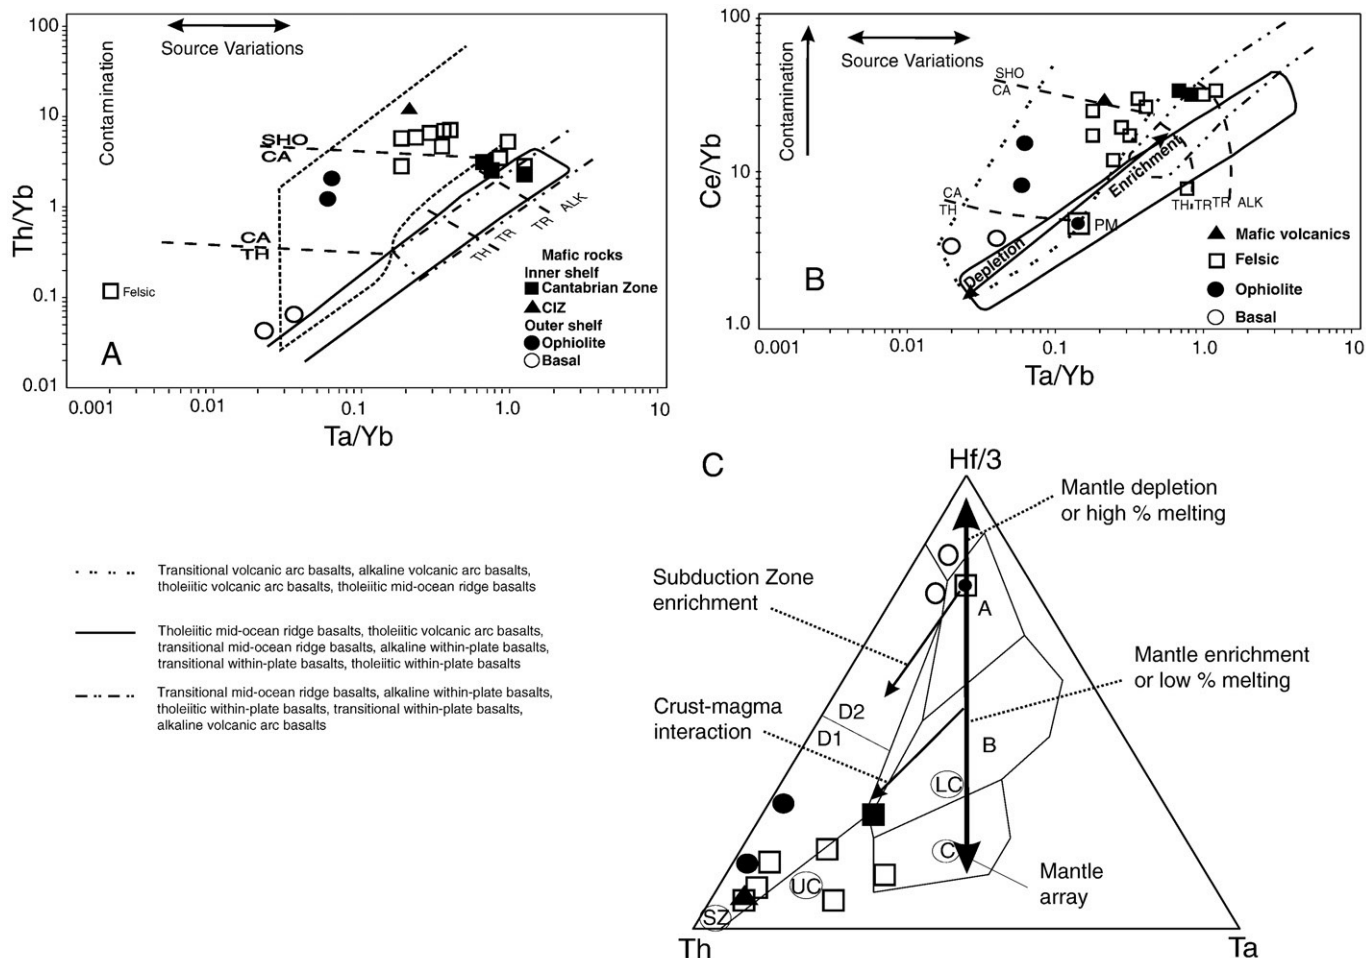 100
10
1
0.1
0.01
Th/Yb
Contamination
Source Variations
SHO
CA
CA
TH
TH
TR
TR
ALK
Felsic
A
Mafic rocks
Inner shelf
Cantabrian Zone
CIZ
Outer shelf
Ophiolite
Basal
0.001
0.01
0.1
1.0
10
Ta/Yb
100
10
1.0
Ce/Yb
Contamination
Source Variations
SHO
CA
CA
TH
Enrichment
Depletion
PM
TH
TR
TR
ALK
B
Mafic volcanics
Felsic
Ophiolite
Basal
0.001
0.01
0.1
1.0
10
Ta/Yb
Transitional volcanic arc basalts, alkaline volcanic arc basalts,
tholeiitic volcanic arc basalts, tholeiitic mid-ocean ridge basalts
Tholeiitic mid-ocean ridge basalts, tholeiitic volcanic arc basalts,
transitional mid-ocean ridge basalts, alkaline within-plate basalts,
transitional within-plate basalts, tholeiitic within-plate basalts
Transitional mid-ocean ridge basalts, alkaline within-plate basalts,
tholeiitic within-plate basalts, transitional within-plate basalts,
alkaline volcanic arc basalts
C
Hf/3
Mantle depletion
or high % melting
Subduction Zone
enrichment
A
Mantle enrichment
or low % melting
Crust-magma
interaction
D2
D1
B
LC
C
Mantle
array
UC
SZ
Th
Ta